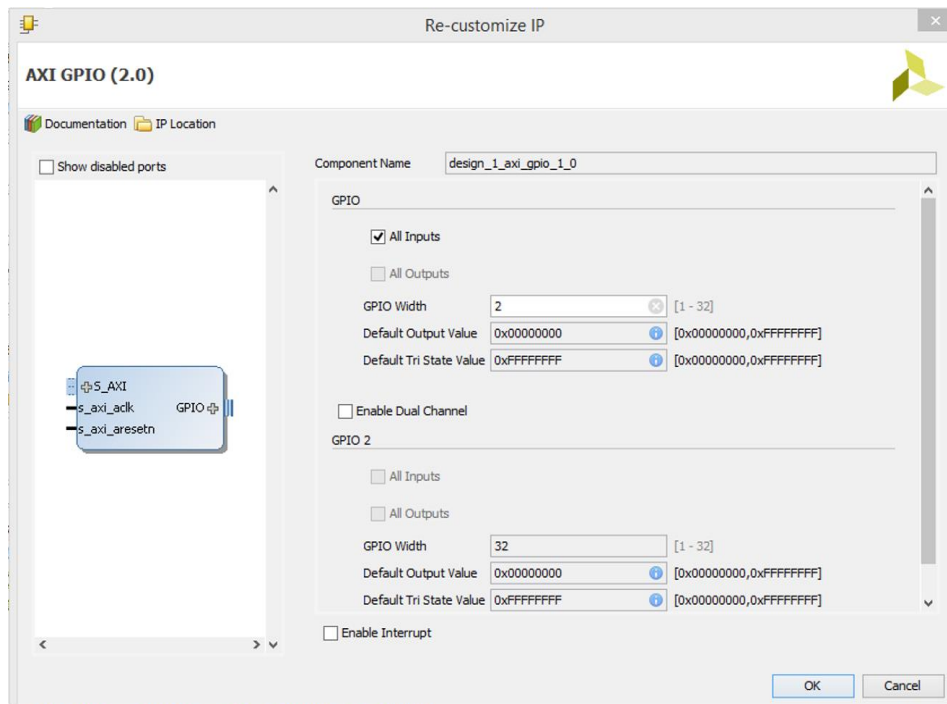 Re-customize IP
AXI GPIO (2.0)
Documentation IP Location
Show disabled ports
S_AXI
s_axi_aclk GPIO
s_axi_aresetn
Component Name design_1_axi_gpio_1_0
GPIO
All Inputs
All Outputs
GPIO Width 2 [1 - 32]
Default Output Value 0x00000000 [0x00000000,0xFFFFFFFF]
Default Tri State Value 0xFFFFFFFF [0x00000000,0xFFFFFFFF]
Enable Dual Channel
GPIO 2
All Inputs
All Outputs
GPIO Width 32 [1 - 32]
Default Output Value 0x00000000 [0x00000000,0xFFFFFFFF]
Default Tri State Value 0xFFFFFFFF [0x00000000,0xFFFFFFFF]
Enable Interrupt
OK Cancel